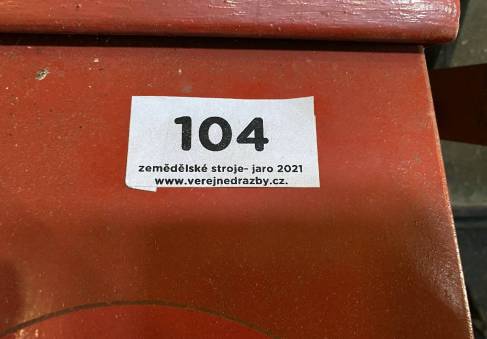 104
zemědělské stroje- jaro 2021
www.verejnedrazby.cz.